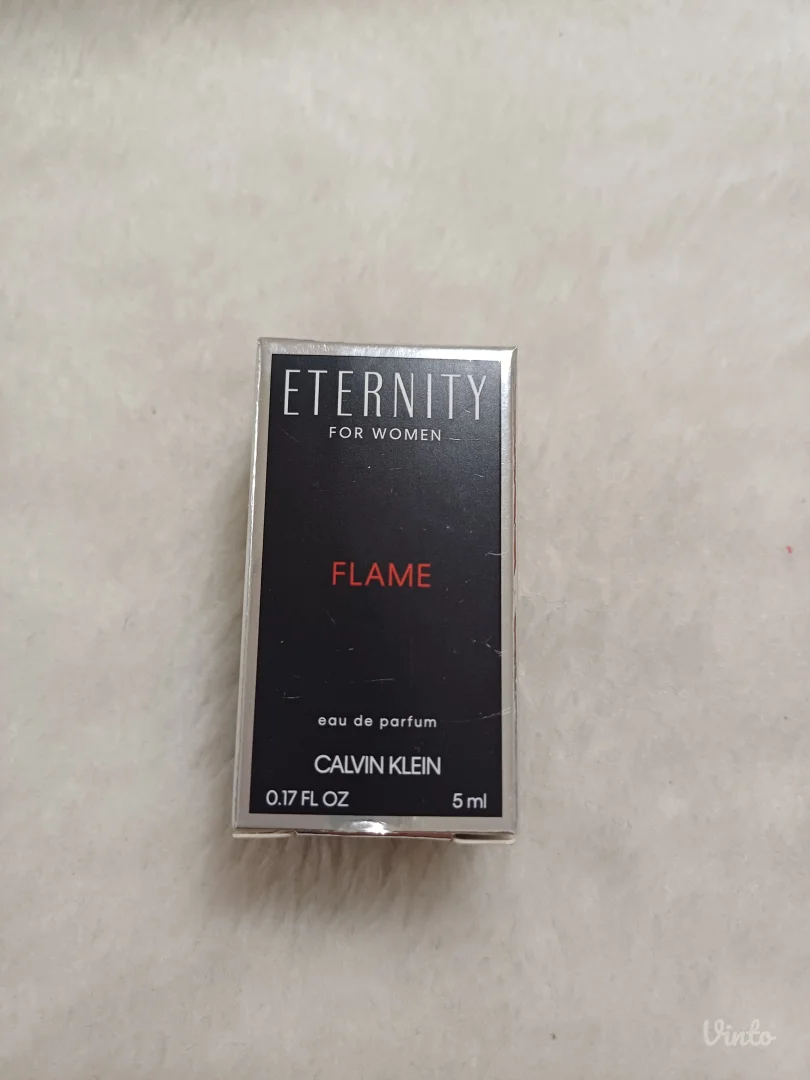 ETERNITY
FOR WOMEN
FLAME
eau de parfum
CALVIN KLEIN
0.17 FL OZ 5 ml
Vinto